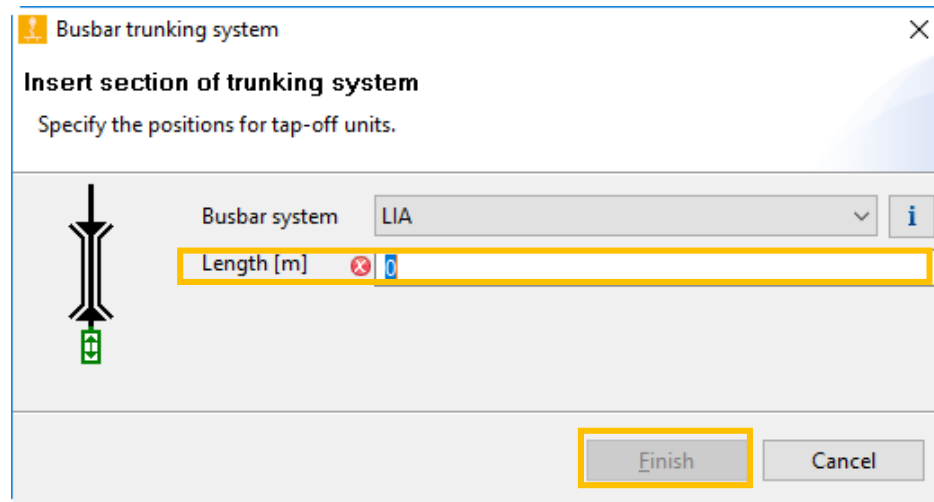 Busbar trunking system
Insert section of trunking system
Specify the positions for tap-off units.
Busbar system LIA i
Length [m] 0
Finish Cancel